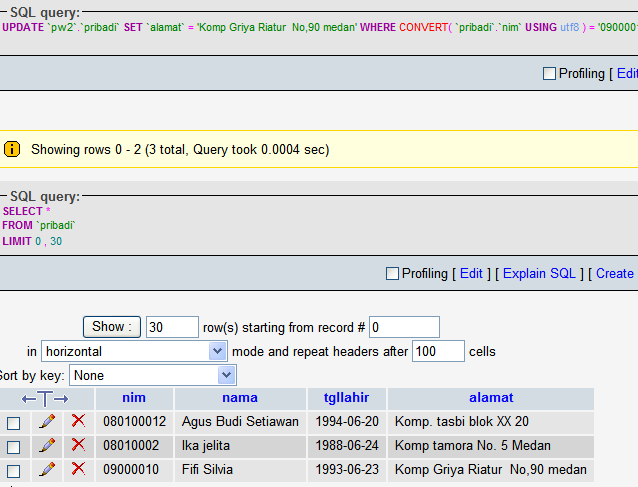 SQL query:
UPDATE `pw2`.`pribadi` SET `alamat` = 'Komp Griya Riatur  No,90 medan' WHERE CONVERT( `pribadi`.`nim` USING utf8 ) = '090000
Profiling [ Edi
Showing rows 0 - 2 (3 total, Query took 0.0004 sec)
SQL query:
SELECT *
FROM `pribadi`
LIMIT 0 , 30
Profiling [ Edit ] [ Explain SQL ] [ Create
Show : 30 row(s) starting from record # 0
in horizontal mode and repeat headers after 100 cells
Sort by key: None
←T→ nim nama tgllahir alamat
080100012 Agus Budi Setiawan 1994-06-20 Komp. tasbi blok XX 20
08010002 Ika jelita 1988-06-24 Komp tamora No. 5 Medan
09000010 Fifi Silvia 1993-06-23 Komp Griya Riatur  No,90 medan